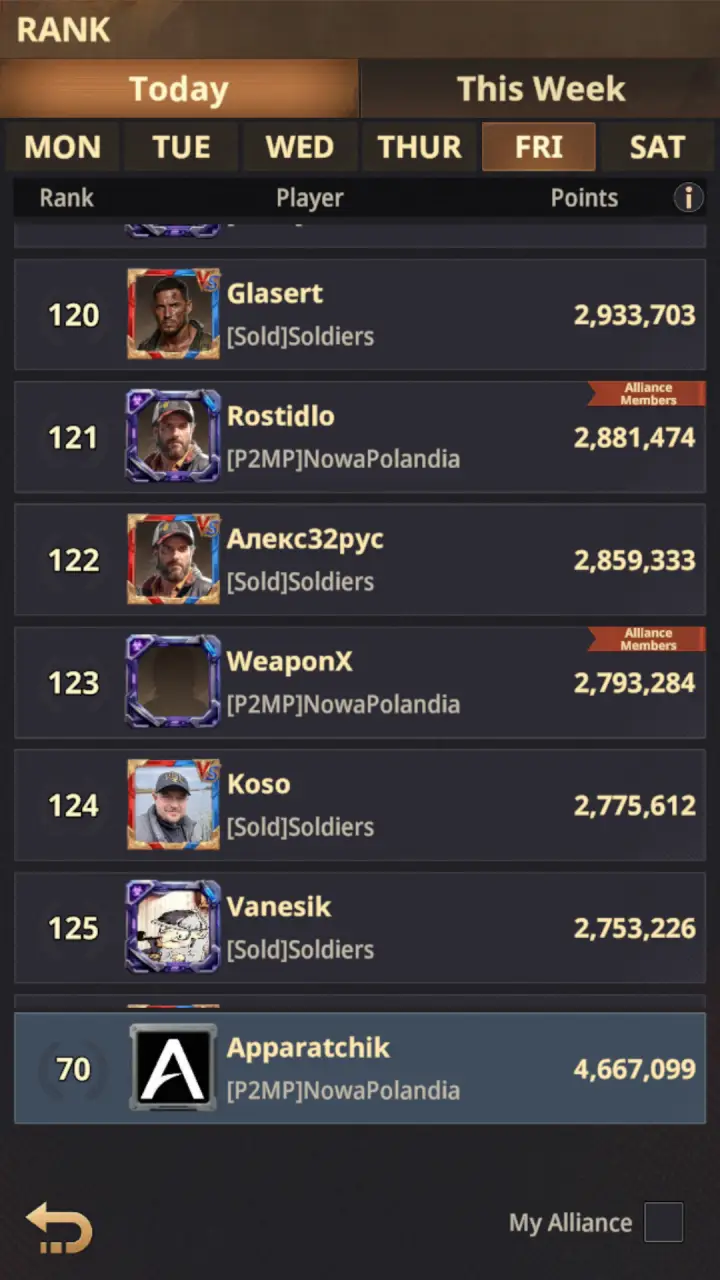 RANK
Today This Week
MON TUE WED THUR FRI SAT
Rank Player Points i
120 Glasert 2,933,703
[Sold]Soldiers
Alliance Members
121 Rostidlo 2,881,474
[P2MP]NowaPolandia
122 Алекс32рус 2,859,333
[Sold]Soldiers
Alliance Members
123 WeaponX 2,793,284
[P2MP]NowaPolandia
124 Koso 2,775,612
[Sold]Soldiers
125 Vanesik 2,753,226
[Sold]Soldiers
70 Apparatchik 4,667,099
[P2MP]NowaPolandia
My Alliance